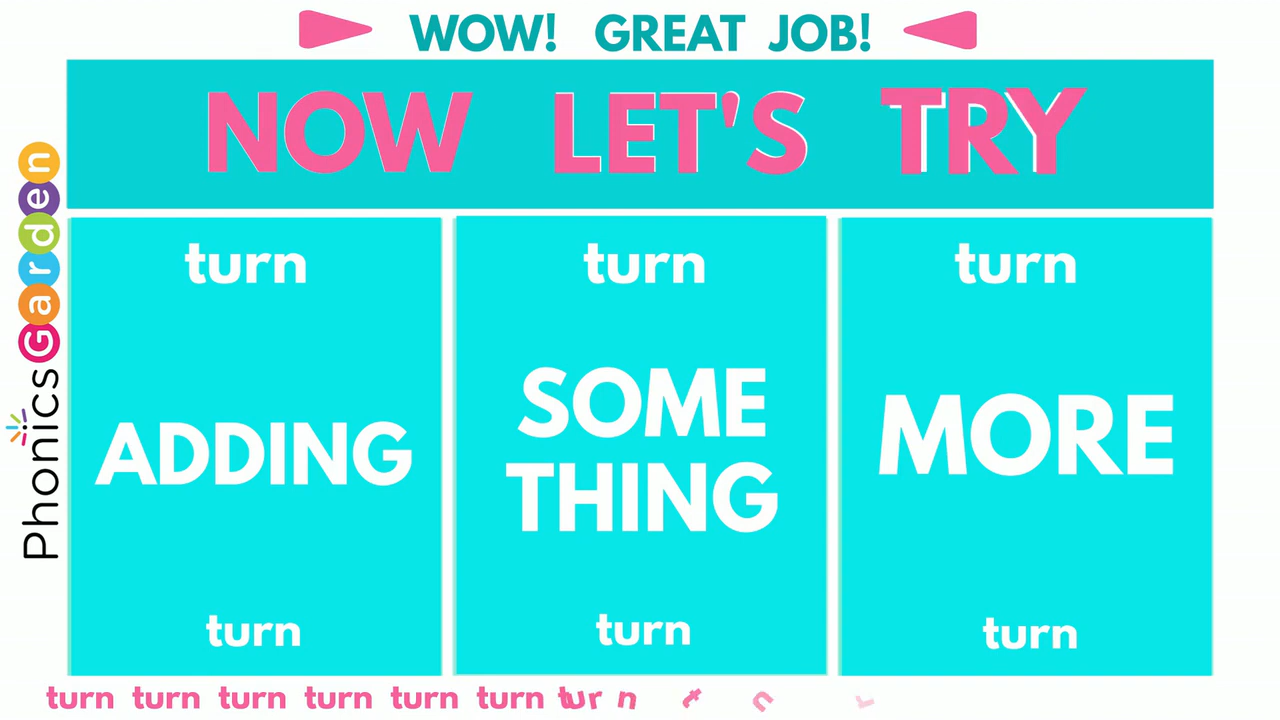 WOW! GREAT JOB!
NOW LET'S TRY
PhonicsGarden
turn
ADDING
turn
turn
SOME
THING
turn
turn
MORE
turn
turn turn turn turn turn turn turn t n